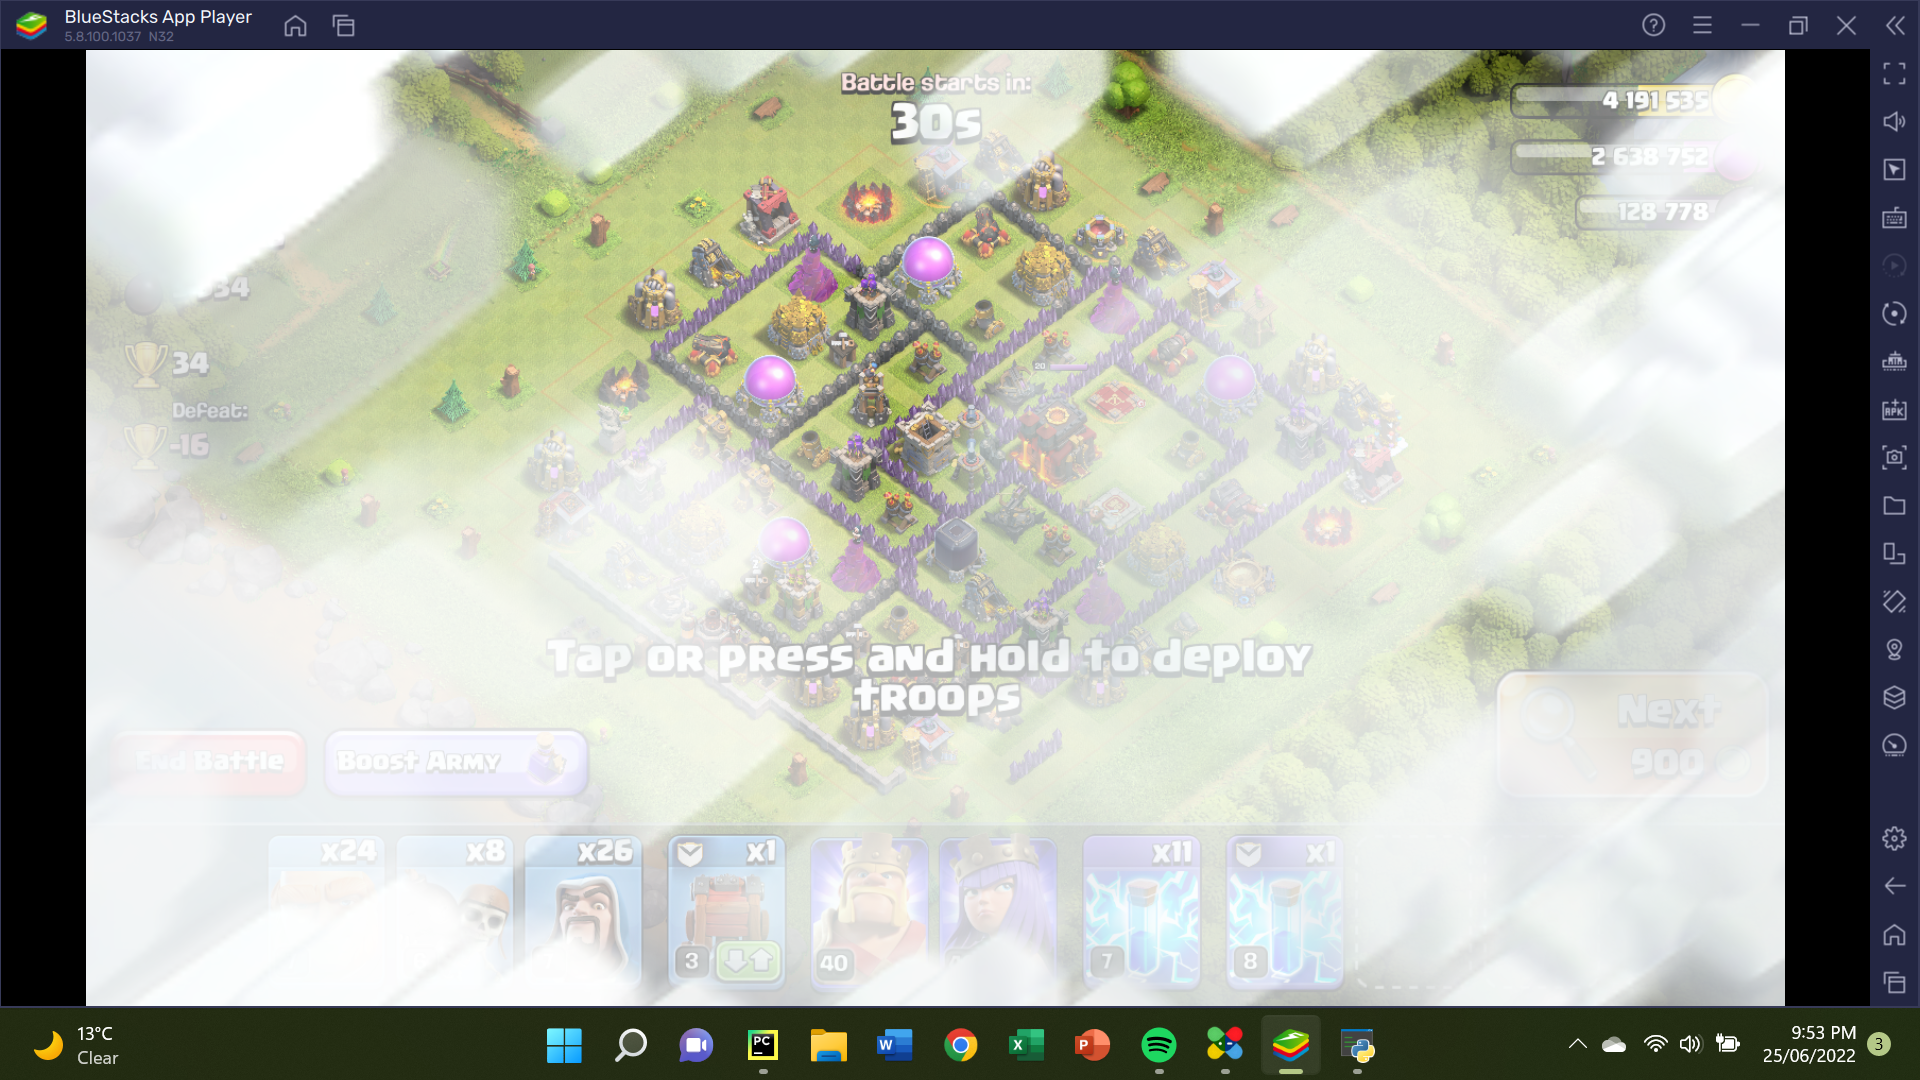 BlueStacks App Player
5.8.100.1037 N32
Battle starts in:
30s
4 191 535
2 638 752
128 778
34
34
Defeat:
-16
Tap or press and hold to deploy
troops
End Battle
Boost Army
Next
900
x24
x8
x26
x1
x11
x1
3
40
7
8
13°C
Clear
9:53 PM
25/06/2022
3